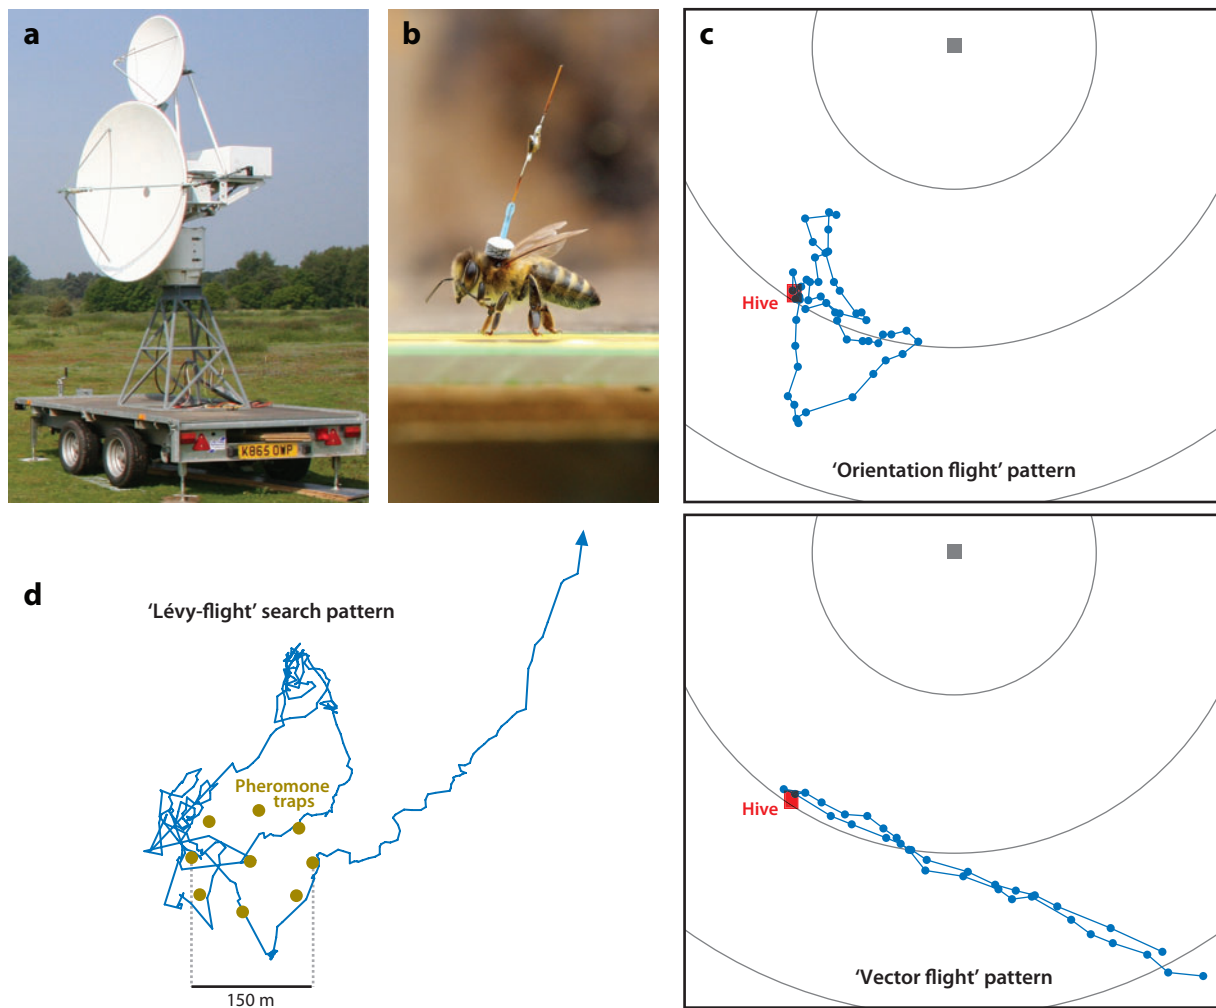 a
b
c
K865 OWP
Hive
'Orientation flight' pattern
d
'Lévy-flight' search pattern
Pheromone
traps
150 m
Hive
'Vector flight' pattern